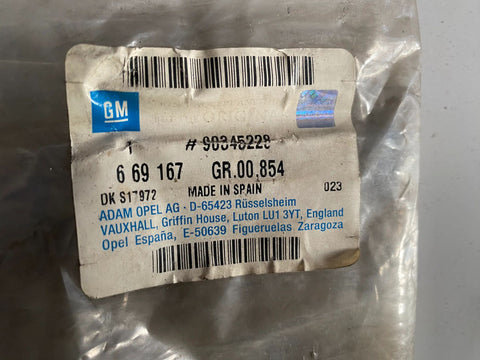 GM
1 # 90345229
6 69 167 GR.00.854
DK S17972 MADE IN SPAIN 023
ADAM OPEL AG · D-65423 Rüsselsheim
VAUXHALL, Griffin House, Luton LU1 3YT, England
Opel España, E-50639 Figueruelas Zaragoza